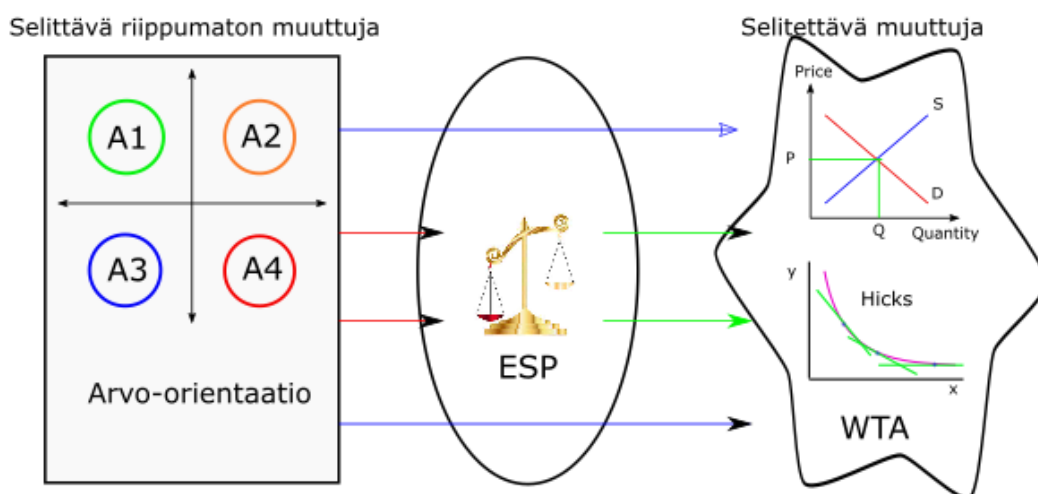 Selittävä riippumaton muuttuja
Selitettävä muuttuja
A1
A2
A3
A4
Arvo-orientaatio
ESP
Price
S
P
D
Q
Quantity
y
Hicks
x
WTA